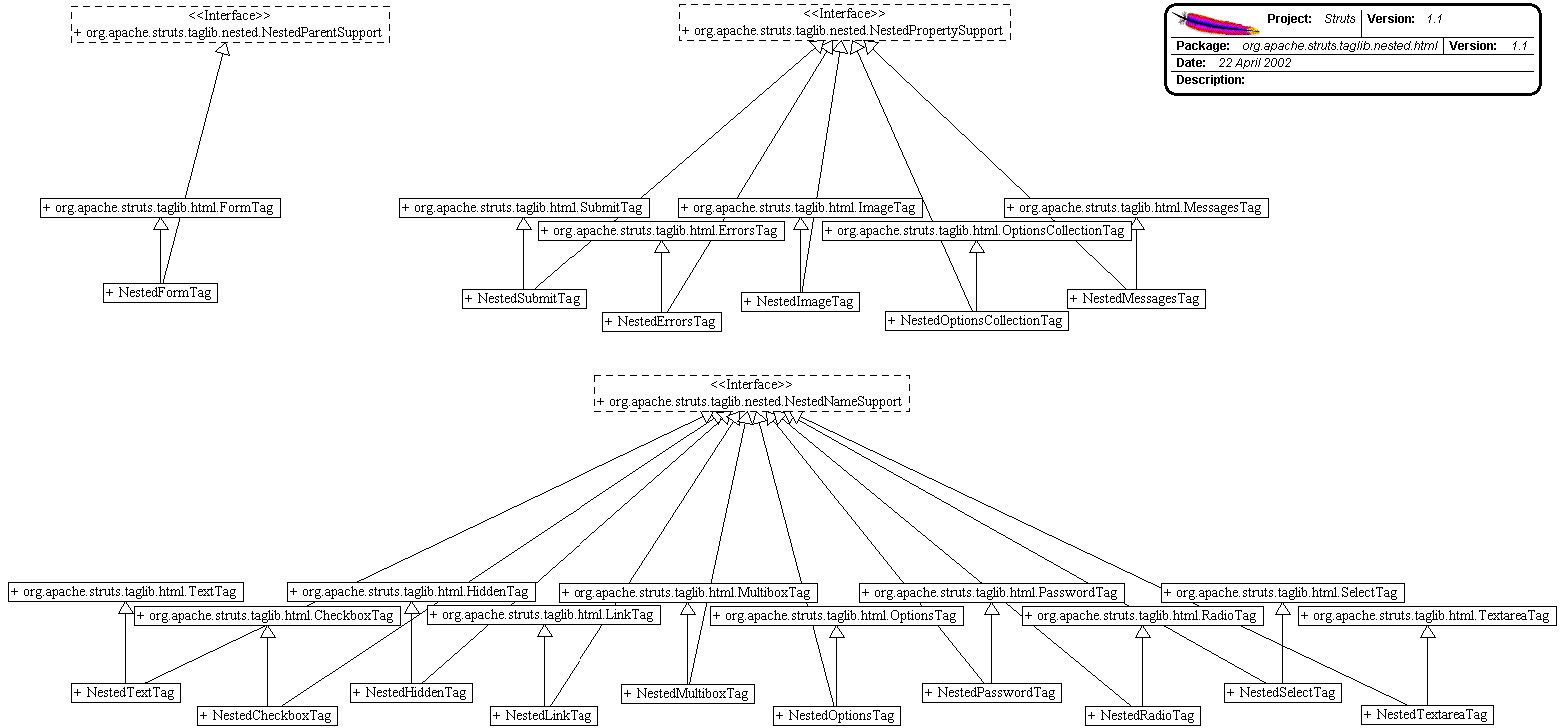 <<Interface>>
+ org.apache.struts.taglib.nested.NestedParentSupport
<<Interface>>
+ org.apache.struts.taglib.nested.NestedPropertySupport
Project: Struts Version: 1.1
Package: org.apache.struts.taglib.nested.html Version: 1.1
Date: 22 April 2002
Description:
+ org.apache.struts.taglib.html.FormTag
+ org.apache.struts.taglib.html.SubmitTag
+ org.apache.struts.taglib.html.ImageTag
+ org.apache.struts.taglib.html.MessagesTag
+ org.apache.struts.taglib.html.ErrorsTag
+ org.apache.struts.taglib.html.OptionsCollectionTag
+ NestedFormTag
+ NestedSubmitTag
+ NestedImageTag
+ NestedMessagesTag
+ NestedErrorsTag
+ NestedOptionsCollectionTag
<<Interface>>
+ org.apache.struts.taglib.nested.NestedNameSupport
+ org.apache.struts.taglib.html.TextTag
+ org.apache.struts.taglib.html.HiddenTag
+ org.apache.struts.taglib.html.MultiboxTag
+ org.apache.struts.taglib.html.PasswordTag
+ org.apache.struts.taglib.html.SelectTag
+ org.apache.struts.taglib.html.CheckboxTag
+ org.apache.struts.taglib.html.LinkTag
+ org.apache.struts.taglib.html.OptionsTag
+ org.apache.struts.taglib.html.RadioTag
+ org.apache.struts.taglib.html.TextareaTag
+ NestedTextTag
+ NestedHiddenTag
+ NestedMultiboxTag
+ NestedPasswordTag
+ NestedSelectTag
+ NestedCheckboxTag
+ NestedLinkTag
+ NestedOptionsTag
+ NestedRadioTag
+ NestedTextareaTag